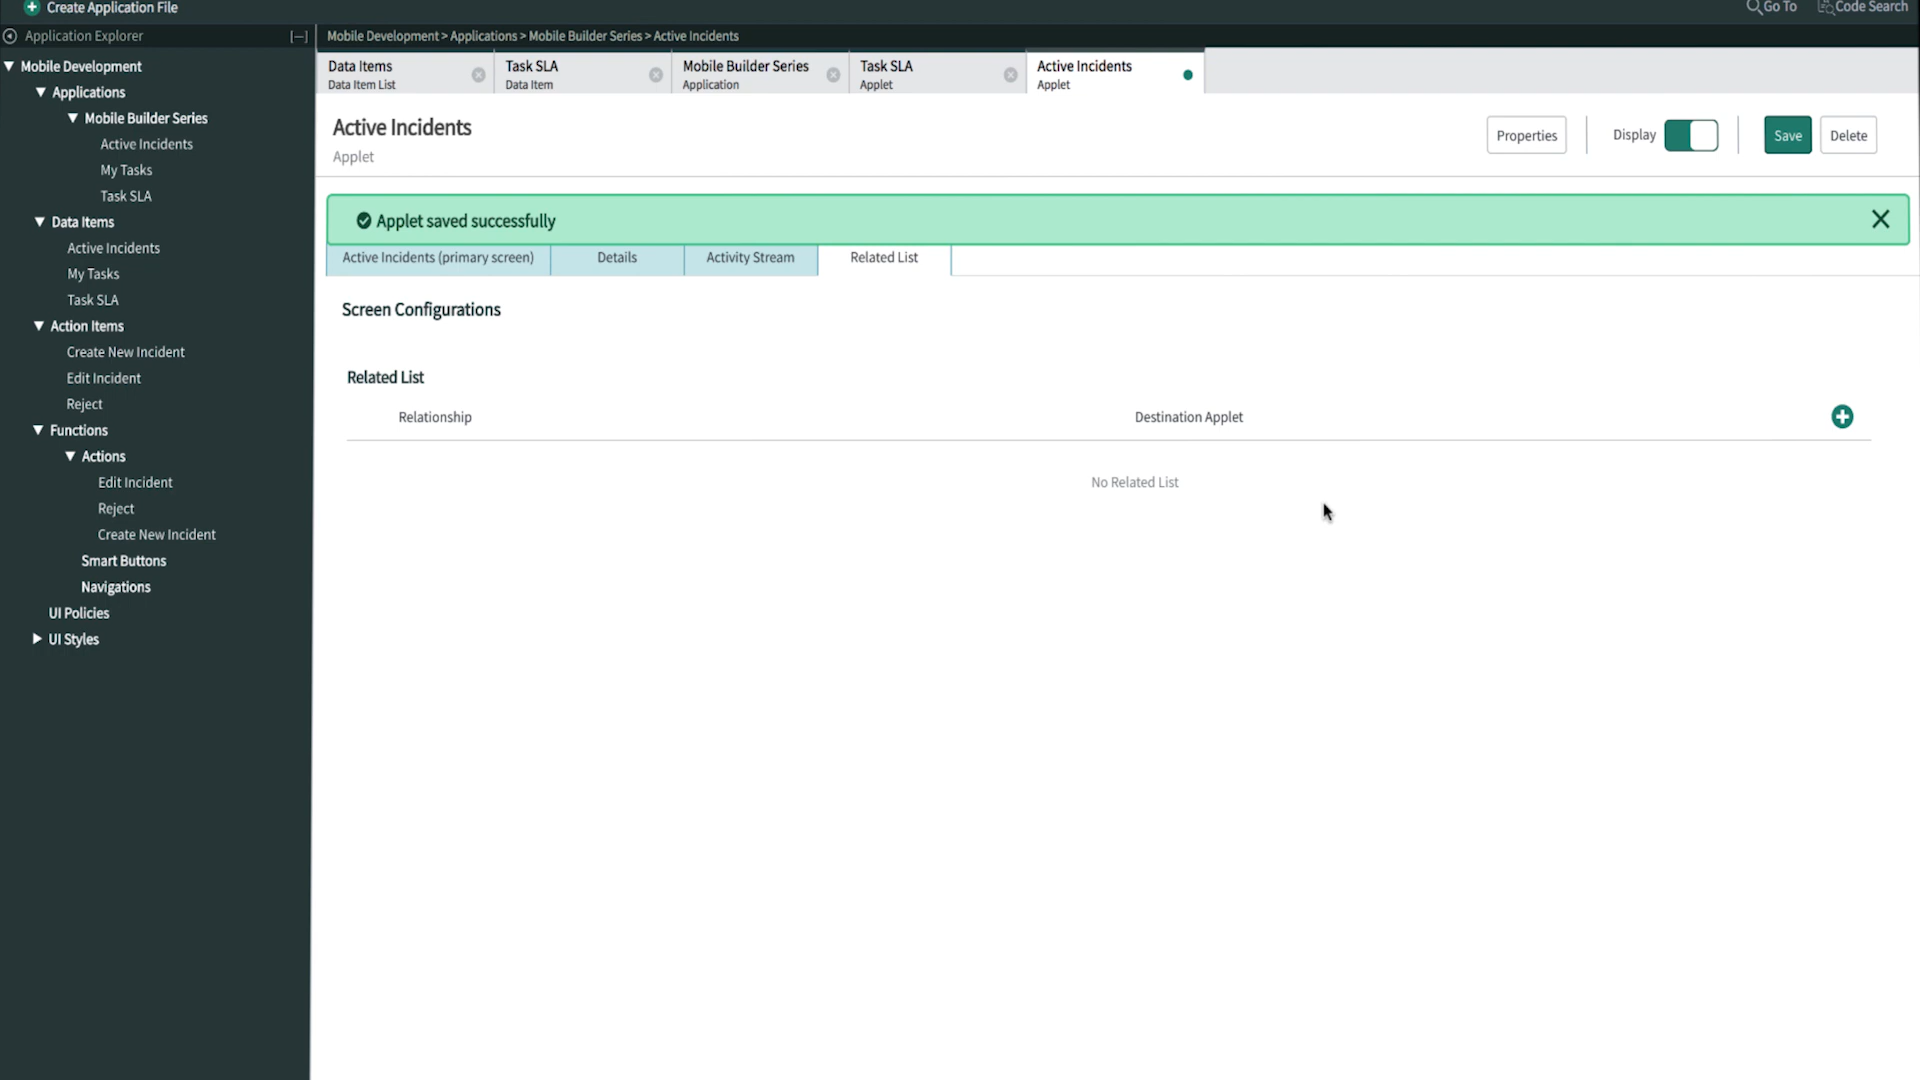 Create Application File
Go To
Code Search
Application Explorer
[—]
Mobile Development > Applications > Mobile Builder Series > Active Incidents
Mobile Development
Applications
Mobile Builder Series
Active Incidents
My Tasks
Task SLA
Data Items
Active Incidents
My Tasks
Task SLA
Action Items
Create New Incident
Edit Incident
Reject
Functions
Actions
Edit Incident
Reject
Create New Incident
Smart Buttons
Navigations
UI Policies
UI Styles
Data Items
Data Item List
Task SLA
Data Item
Mobile Builder Series
Application
Task SLA
Applet
Active Incidents
Applet
Active Incidents
Applet
Properties
Display
Save
Delete
Applet saved successfully
Active Incidents (primary screen)
Details
Activity Stream
Related List
Screen Configurations
Related List
Relationship
Destination Applet
No Related List